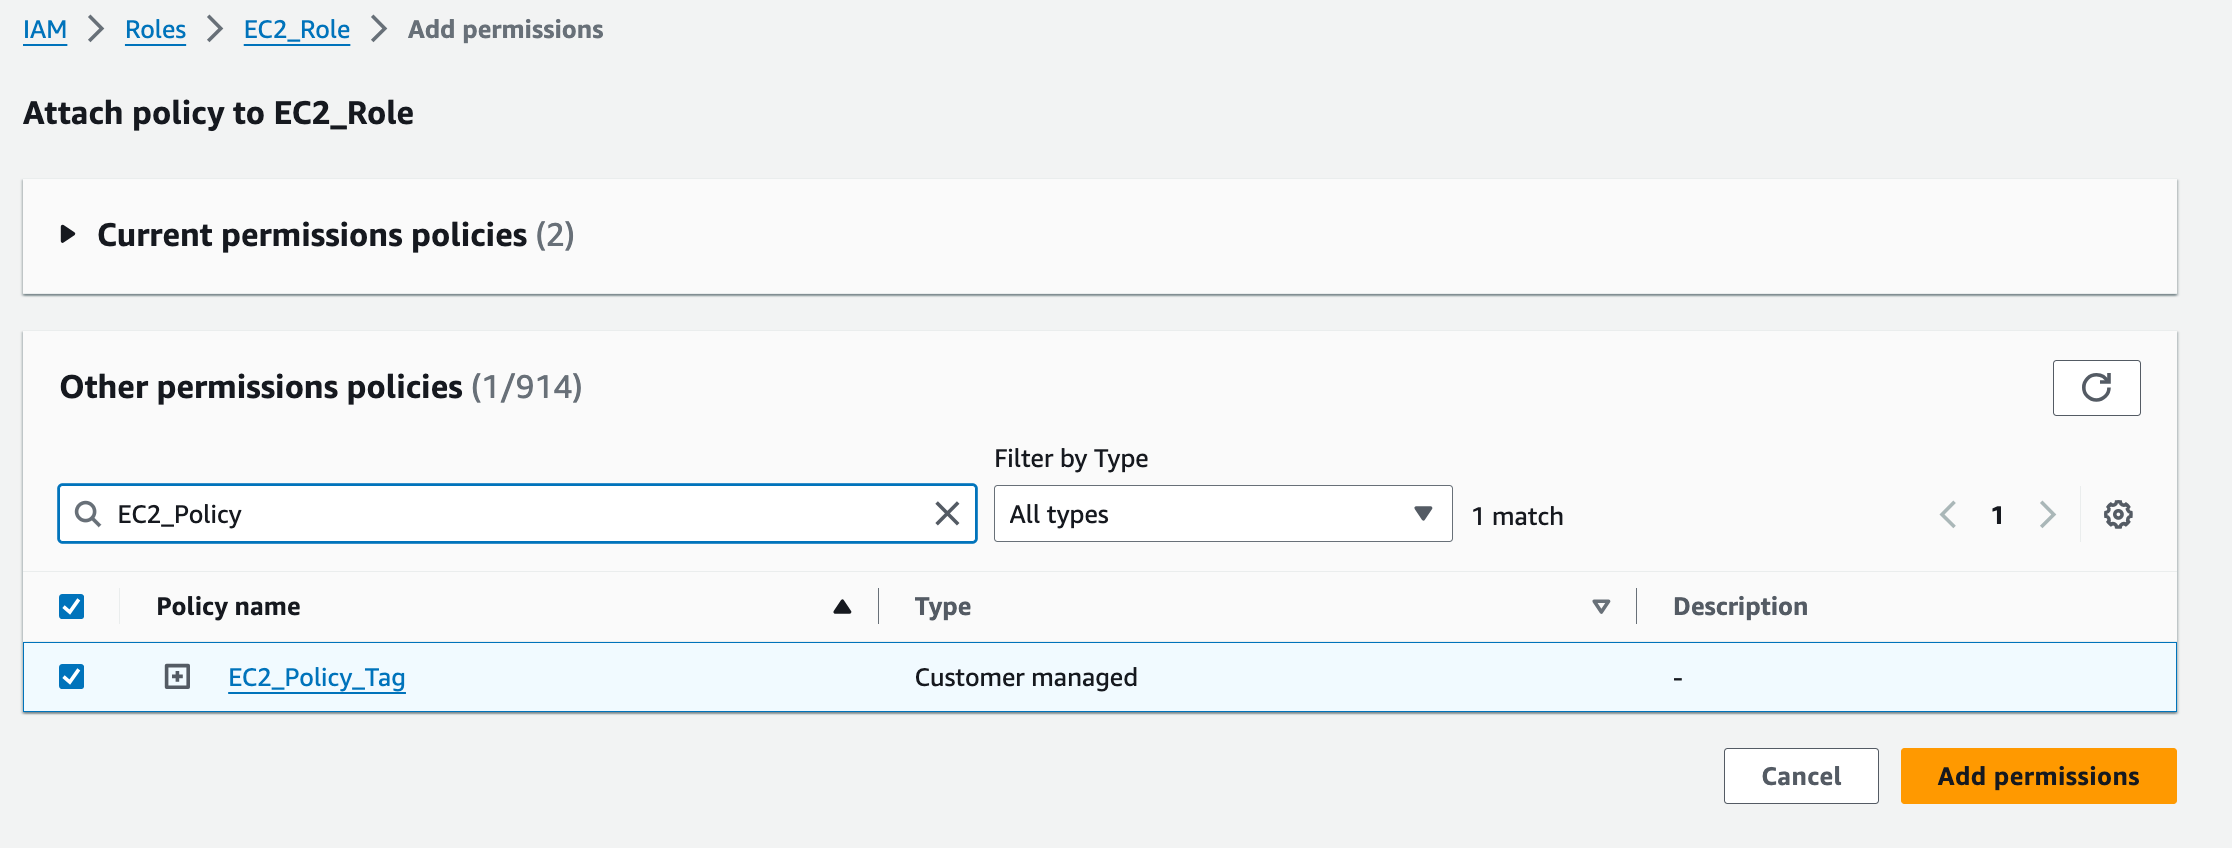 IAM > Roles > EC2_Role > Add permissions
Attach policy to EC2_Role
Current permissions policies (2)
Other permissions policies (1/914)
Filter by Type
EC2_Policy All types 1 match 1
Policy name Type Description
EC2_Policy_Tag Customer managed -
Cancel Add permissions